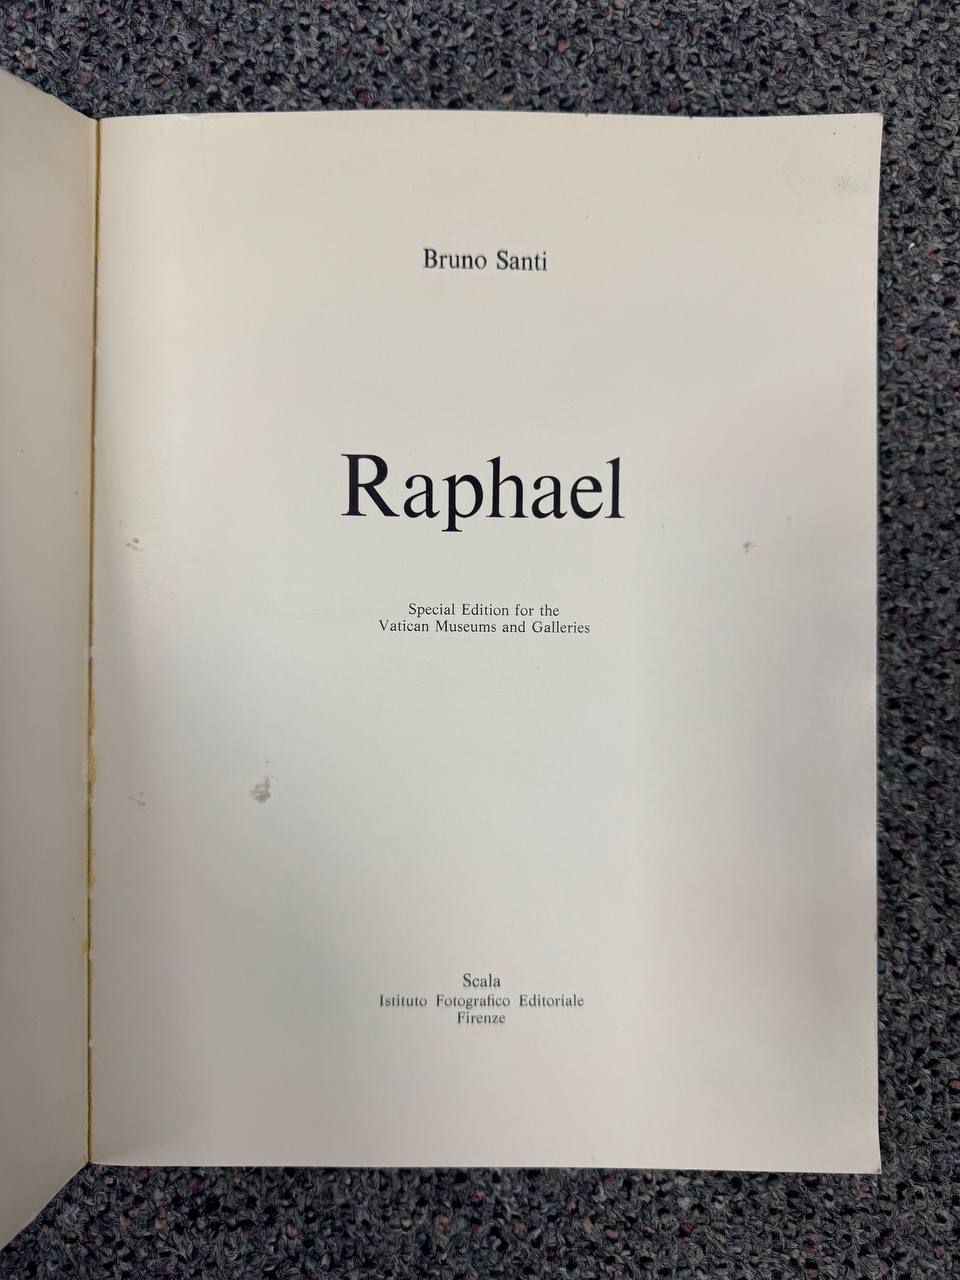 Bruno Santi
Raphael
Special Edition for the
Vatican Museums and Galleries
Scala
Istituto Fotografico Editoriale
Firenze